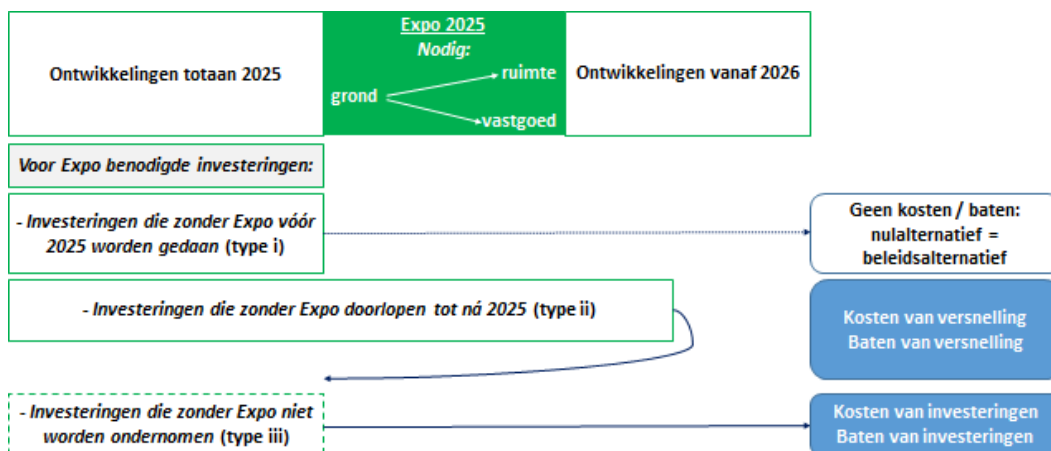 Expo 2025
Nodig:
Ontwikkelingen totaan 2025
ruimte
grond
vastgoed
Ontwikkelingen vanaf 2026
Voor Expo benodigde investeringen:
- Investeringen die zonder Expo vóór
2025 worden gedaan (type i)
Geen kosten / baten:
nulalternatief =
beleidsalternatief
- Investeringen die zonder Expo doorlopen tot ná 2025 (type ii)
Kosten van versnelling
Baten van versnelling
- Investeringen die zonder Expo niet
worden ondernomen (type iii)
Kosten van investeringen
Baten van investeringen